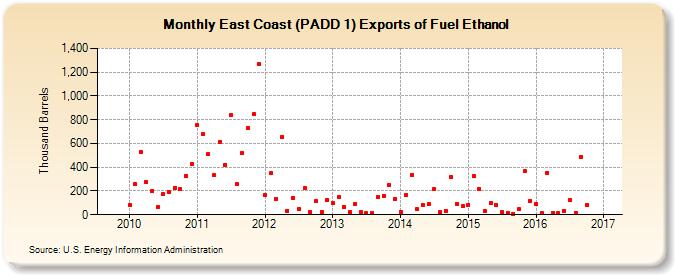 Monthly East Coast (PADD 1) Exports of Fuel Ethanol
Thousand Barrels
1,400
1,200
1,000
800
600
400
200
0
2010 2011 2012 2013 2014 2015 2016 2017
Source: U.S. Energy Information Administration